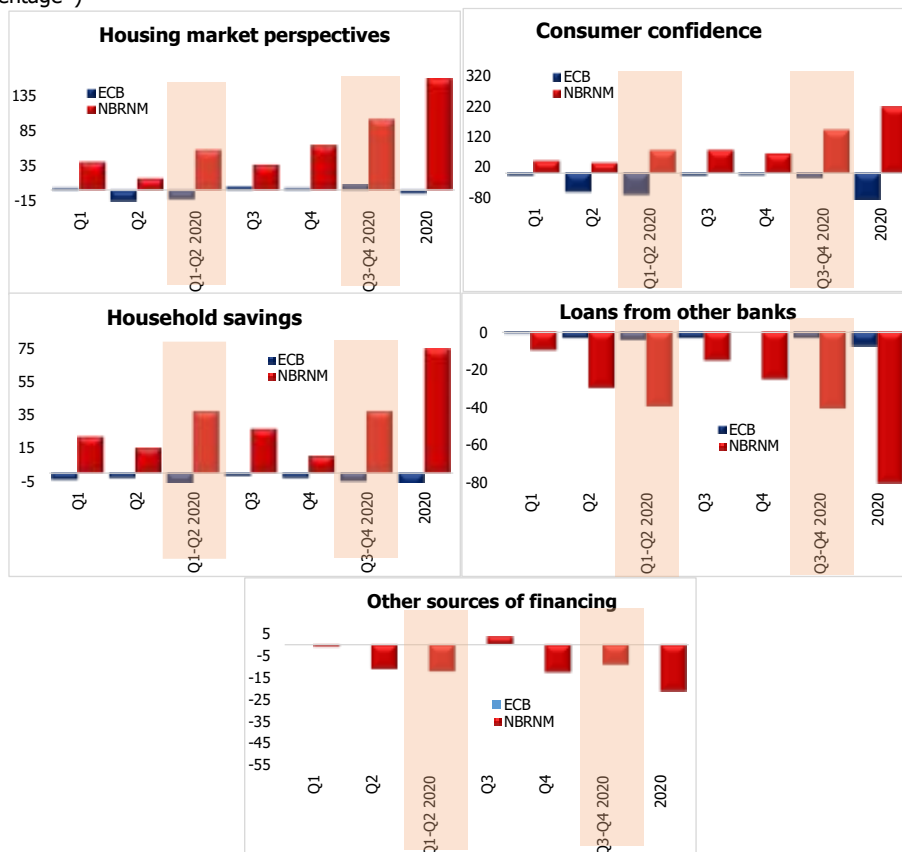 Housing market perspectives
ECB
NBRNM
135
85
35
-15
Q1
Q2
Q1-Q2 2020
Q3
Q4
Q3-Q4 2020
2020
Consumer confidence
ECB
NBRNM
320
220
120
20
-80
Q1
Q2
Q1-Q2 2020
Q3
Q4
Q3-Q4 2020
2020
Household savings
ECB
NBRNM
75
55
35
15
-5
Q1
Q2
Q1-Q2 2020
Q3
Q4
Q3-Q4 2020
2020
Loans from other banks
ECB
NBRNM
0
-20
-40
-60
-80
Q1
Q2
Q1-Q2 2020
Q3
Q4
Q3-Q4 2020
2020
Other sources of financing
ECB
NBRNM
5
-5
-15
-25
-35
-45
-55
Q1
Q2
Q1-Q2 2020
Q3
Q4
Q3-Q4 2020
2020